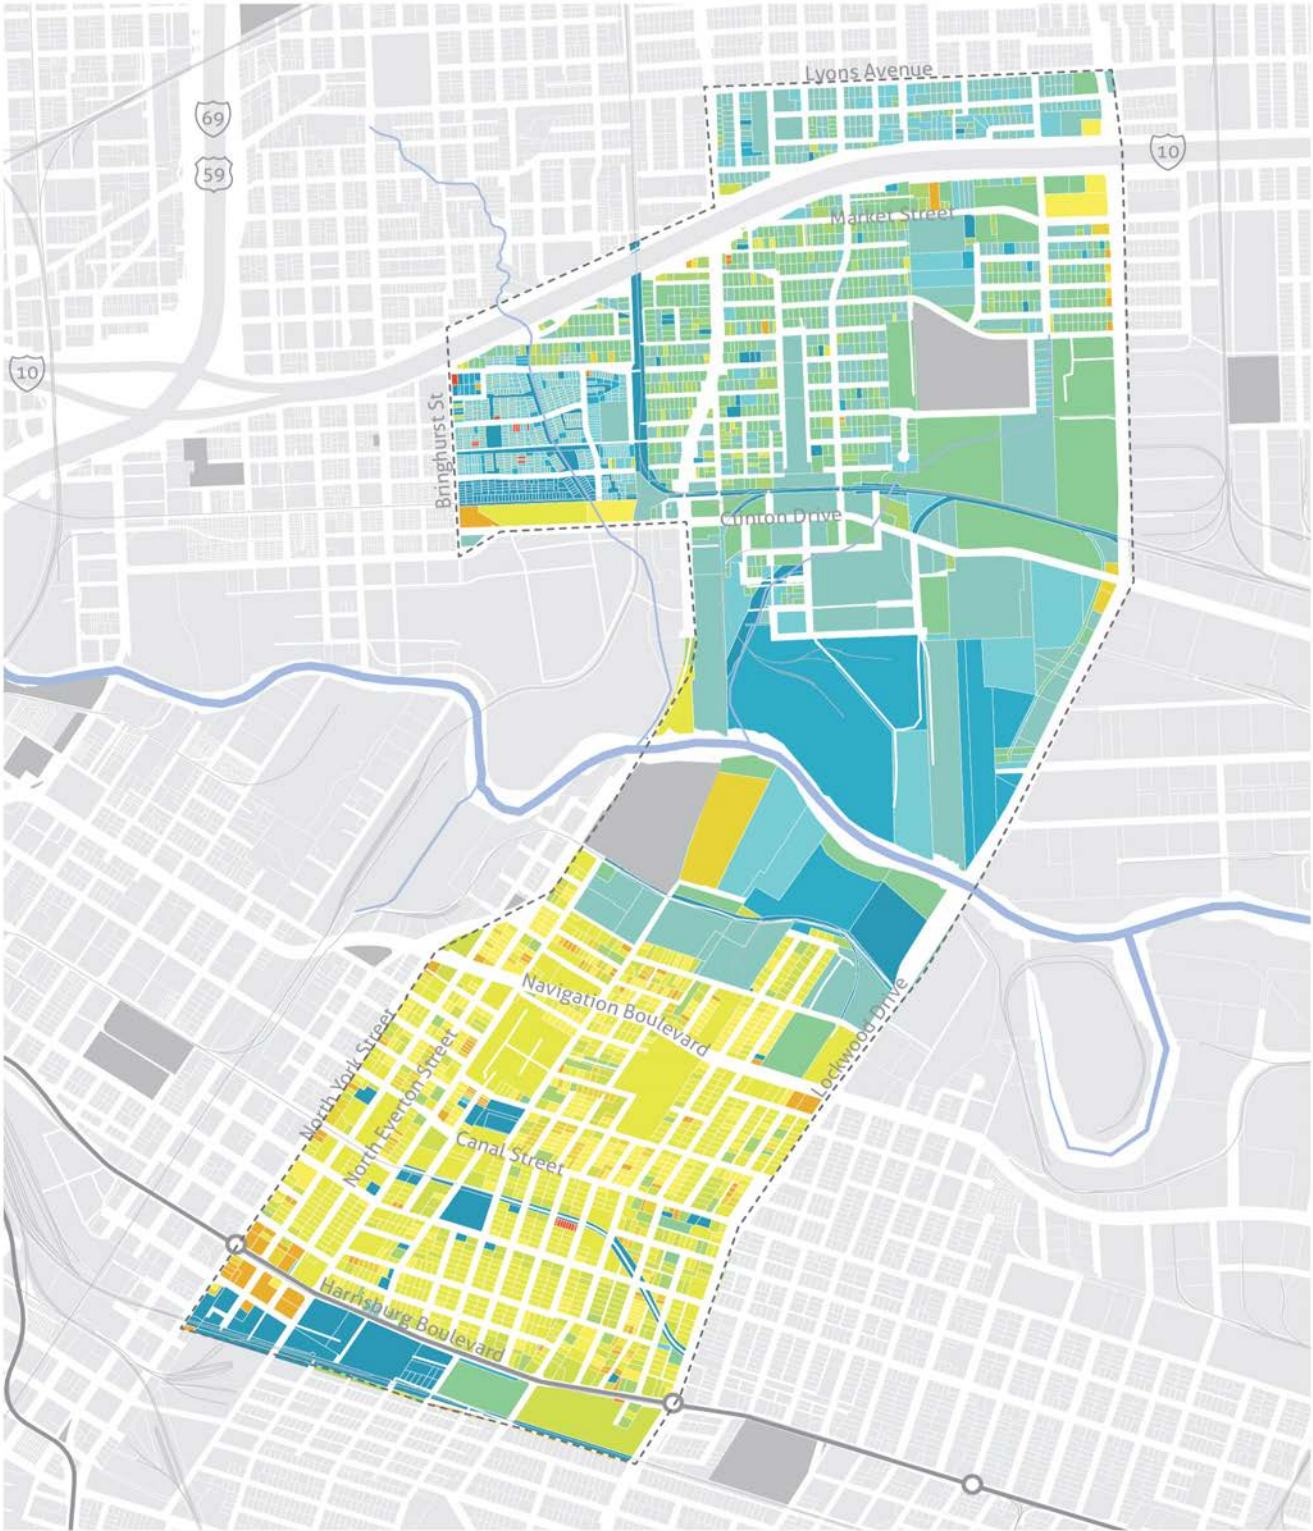 Lyons Avenue
69
59
10
Market Street
10
Bringhurst St
Clinton Drive
Navigation Boulevard
Lockwood Drive
North York Street
North Everton Street
Canal Street
Harrisburg Boulevard